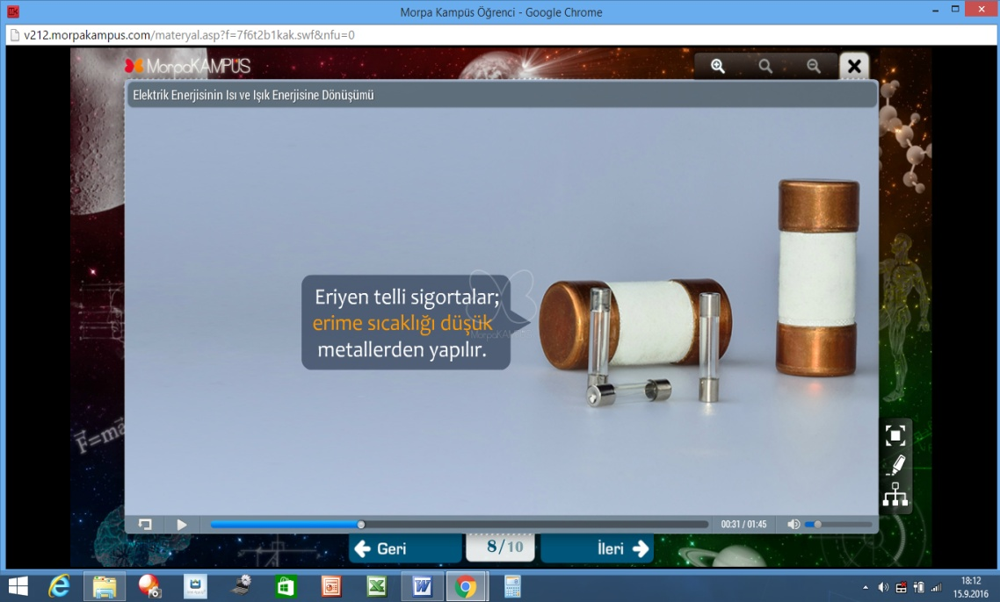 Morpa Kampüs Öğrenci - Google Chrome
v212.morpakampus.com/materyal.asp?f=7f6t2b1kak.swf&nfu=0
MorpaKAMPÜS
Elektrik Enerjisinin Isı ve Işık Enerjisine Dönüşümü
Eriyen telli sigortalar;
erime sıcaklığı düşük
metallerden yapılır.
00:31 / 01:45
Geri
8/10
İleri
18:12
15.9.2016